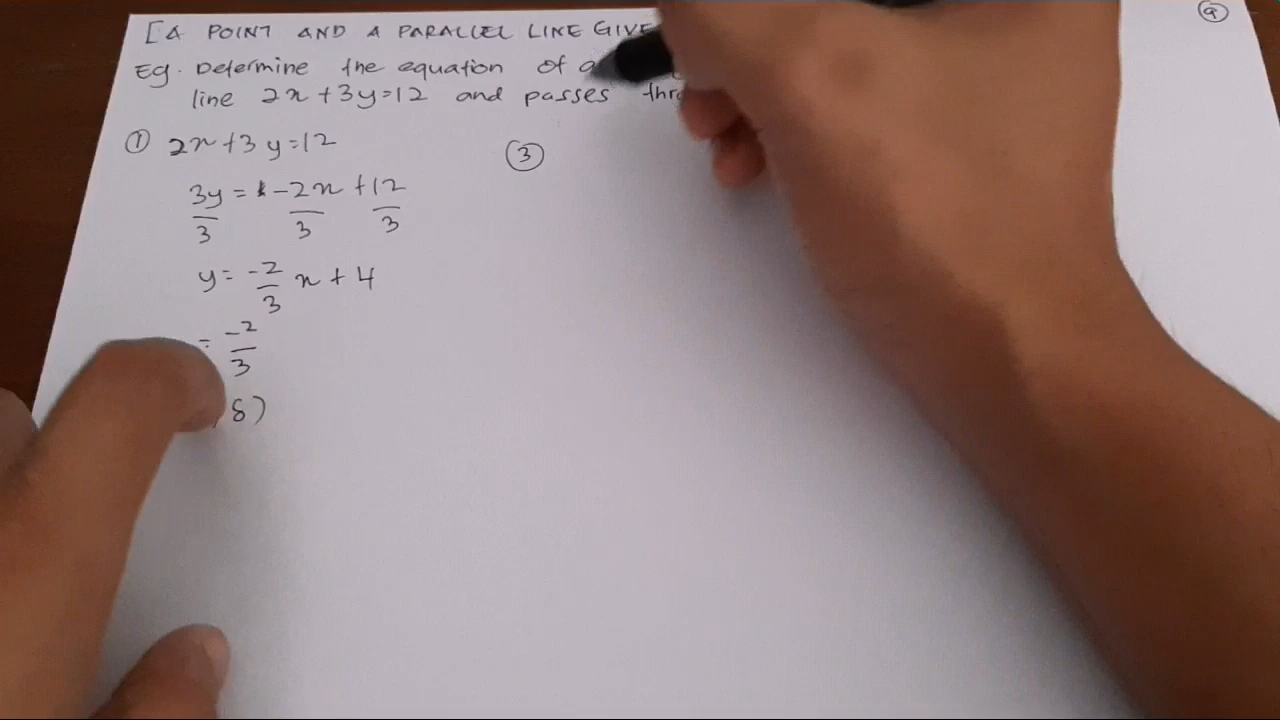 [A POINT AND A PARALLEL LINE GIVE
9
Eg. Determine the equation of a
line 2x+3y=12 and passes thr
① 2x+3y=12
③
3y = -2x +12
3 3 3
y= -2 x + 4
3
= -2
3
, 8)